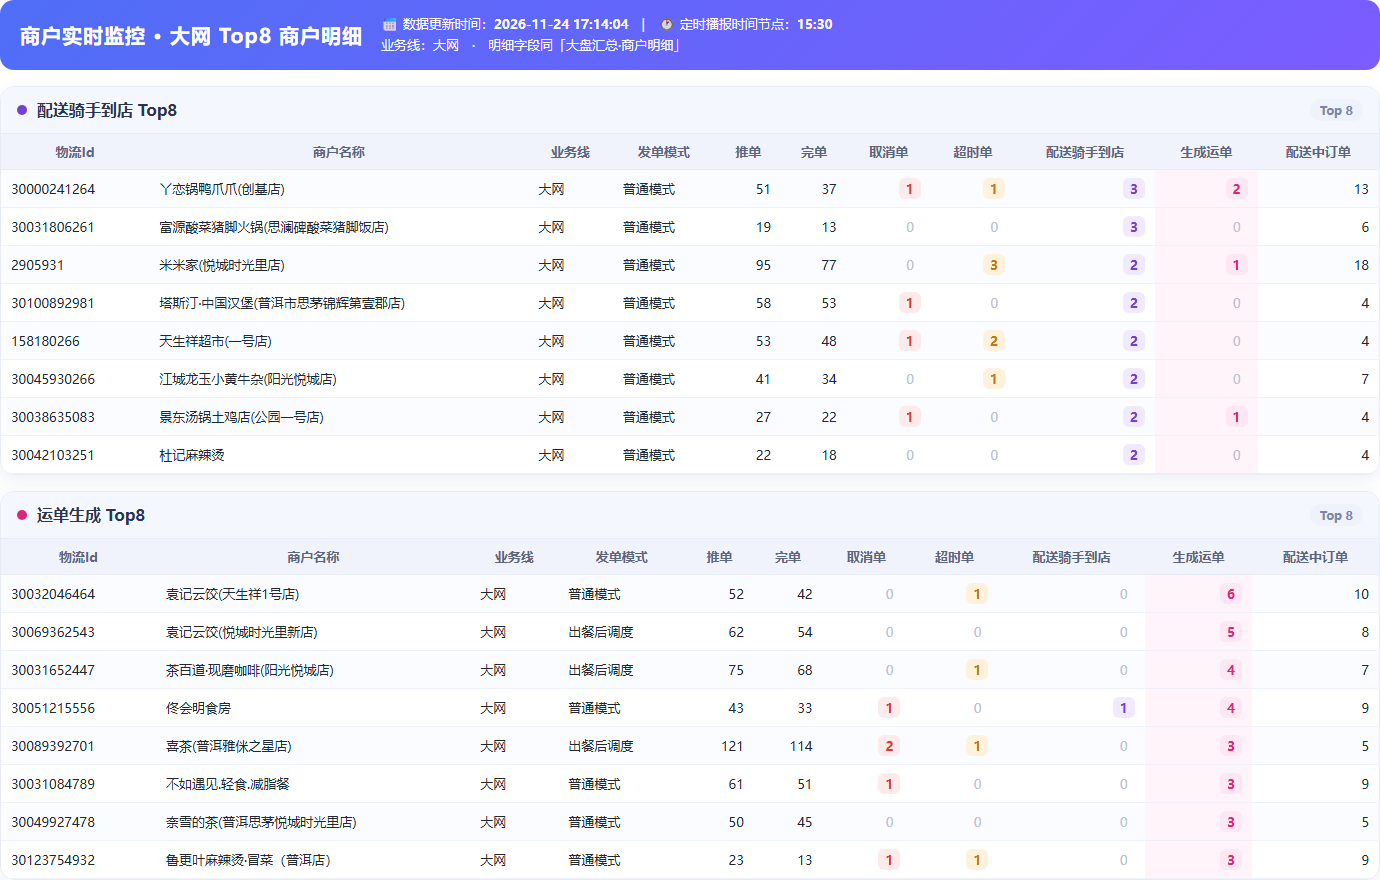 商户实时监控 • 大网 Top8 商户明细
数据更新时间：2026-11-24 17:14:04 | 定时播报时间节点：15:30
业务线：大网 · 明细字段同「大盘汇总·商户明细」
配送骑手到店 Top8 Top 8
物流Id 商户名称 业务线 发单模式 推单 完单 取消单 超时单 配送骑手到店 生成运单 配送中订单
30000241264 丫恋锅鸭爪爪(创基店) 大网 普通模式 51 37 1 1 3 2 13
30031806261 富源酸菜猪脚火锅(思澜碑酸菜猪脚饭店) 大网 普通模式 19 13 0 0 3 0 6
2905931 米米家(悦城时光里店) 大网 普通模式 95 77 0 3 2 1 18
30100892981 塔斯汀·中国汉堡(普洱市思茅锦辉第壹郡店) 大网 普通模式 58 53 1 0 2 0 4
158180266 天生祥超市(一号店) 大网 普通模式 53 48 1 2 2 0 4
30045930266 江城龙玉小黄牛杂(阳光悦城店) 大网 普通模式 41 34 0 1 2 0 7
30038635083 景东汤锅土鸡店(公园一号店) 大网 普通模式 27 22 1 0 2 1 4
30042103251 杜记麻辣烫 大网 普通模式 22 18 0 0 2 0 4
运单生成 Top8 Top 8
物流Id 商户名称 业务线 发单模式 推单 完单 取消单 超时单 配送骑手到店 生成运单 配送中订单
30032046464 袁记云饺(天生祥1号店) 大网 普通模式 52 42 0 1 0 6 10
30069362543 袁记云饺(悦城时光里新店) 大网 出餐后调度 62 54 0 0 0 5 8
30031652447 茶百道·现磨咖啡(阳光悦城店) 大网 出餐后调度 75 68 0 1 0 4 7
30051215556 佟会明食房 大网 普通模式 43 33 1 0 1 4 9
30089392701 喜茶(普洱雅侎之星店) 大网 出餐后调度 121 114 2 1 0 3 5
30031084789 不如遇见.轻食.减脂餐 大网 普通模式 61 51 1 0 0 3 9
30049927478 奈雪的茶(普洱思茅悦城时光里店) 大网 普通模式 50 45 0 0 0 3 5
30123754932 鲁更叶麻辣烫·冒菜（普洱店） 大网 普通模式 23 13 1 1 0 3 9